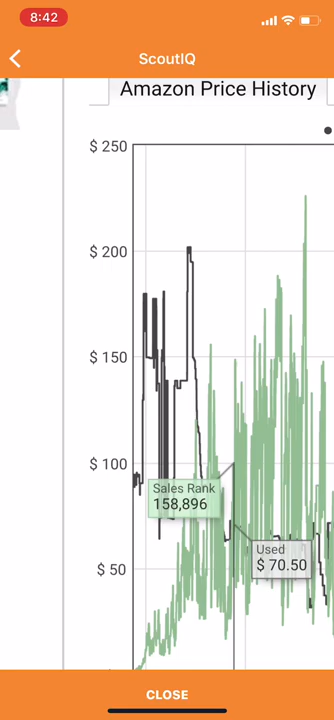 8:42
ScoutIQ
Amazon Price History
$ 250
$ 200
$ 150
$ 100
$ 50
Sales Rank
158,896
Used
$ 70.50
CLOSE